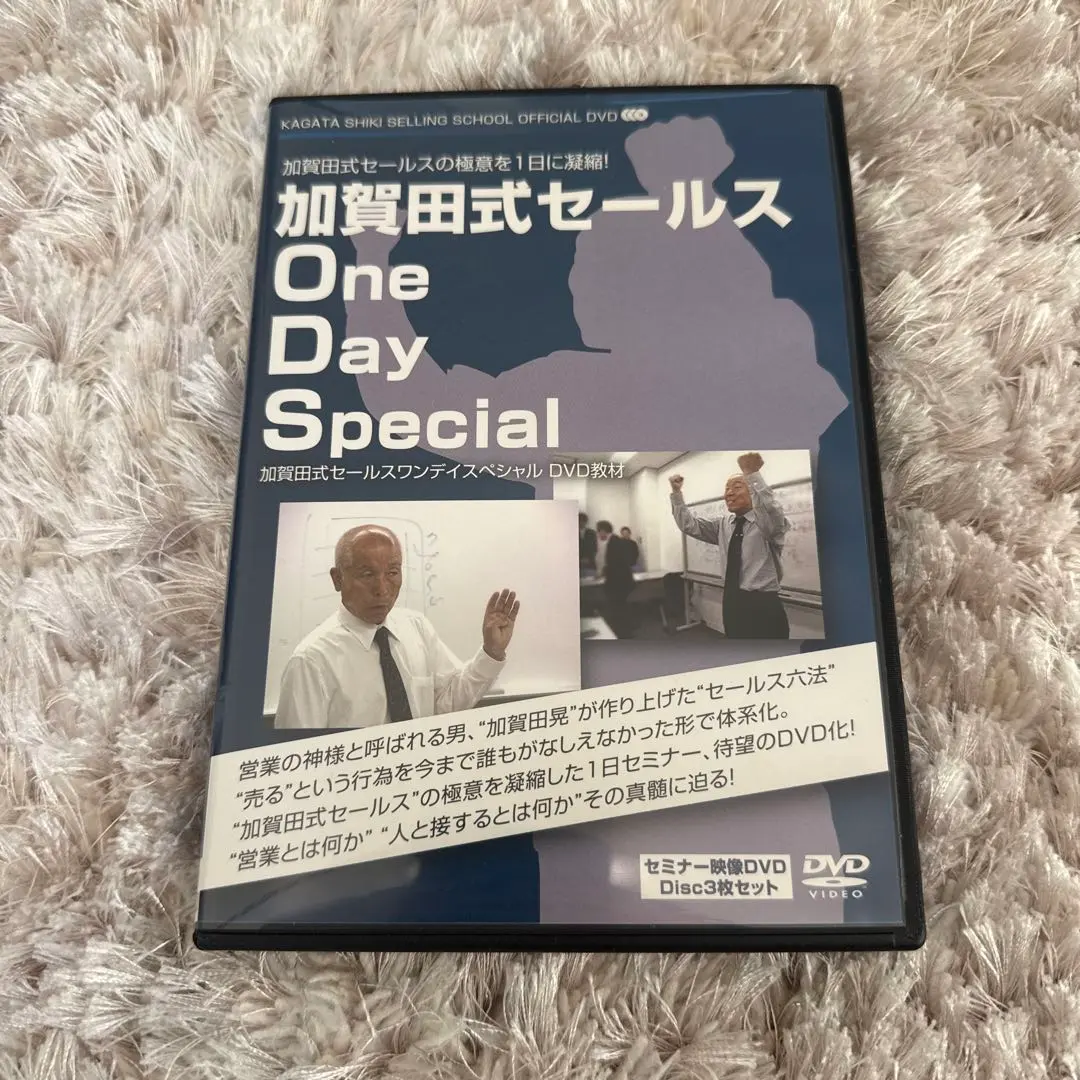 KAGATA SHIKI SELLING SCHOOL OFFICIAL DVD
加賀田式セールスの極意を1日に凝縮!
加賀田式セールス
One
Day
Special
加賀田式セールスワンデイスペシャル DVD教材
営業の神様と呼ばれる男、“加賀田晃”が作り上げた“セールス六法”
“売る”という行為を今まで誰もがなしえなかった形で体系化。
“加賀田式セールス”の極意を凝縮した1日セミナー、待望のDVD化!
“営業とは何か” “人と接するとは何か”その真髄に迫る!
セミナー映像DVD
Disc3枚セット
DVD
VIDEO